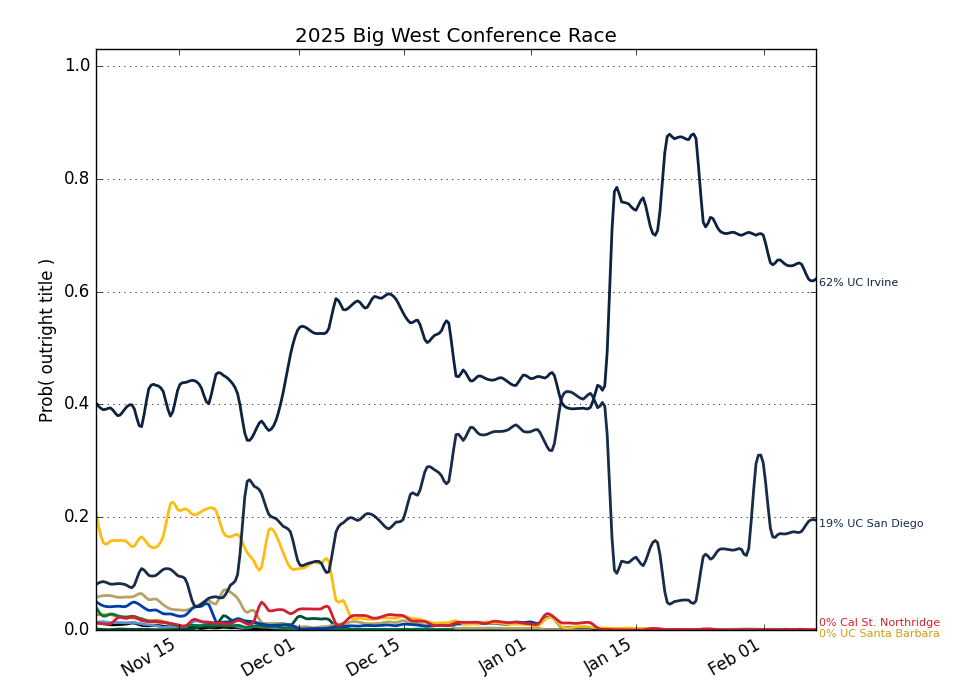 2025 Big West Conference Race
Prob( outright title )
1.0
0.8
0.6
0.4
0.2
0.0
62% UC Irvine
19% UC San Diego
0% Cal St. Northridge
0% UC Santa Barbara
Nov 15
Dec 01
Dec 15
Jan 01
Jan 15
Feb 01